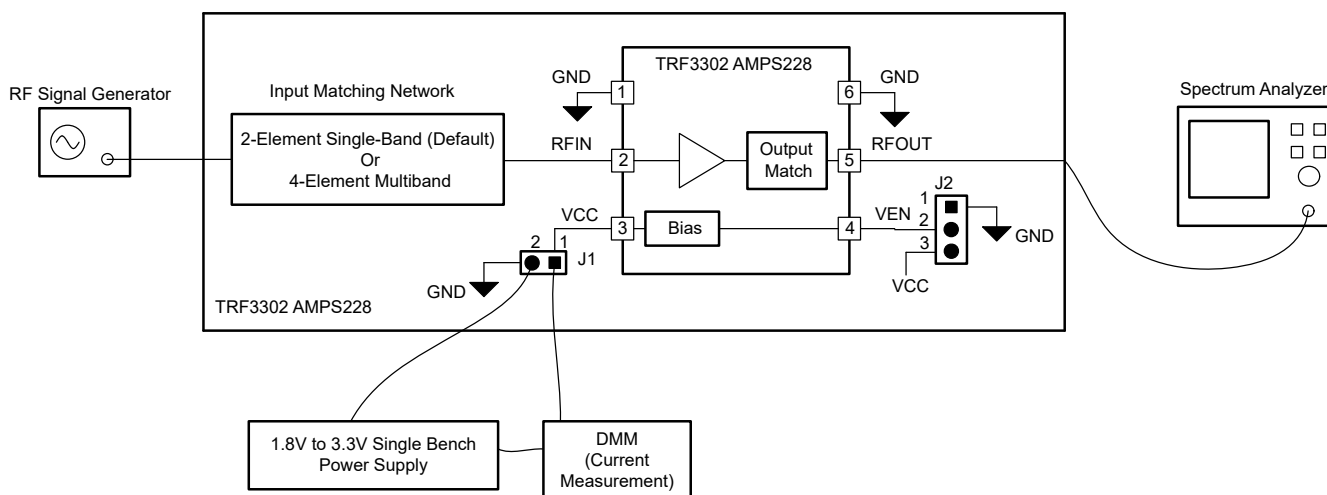 RF Signal Generator
Input Matching Network
2-Element Single-Band (Default)
Or
4-Element Multiband
TRF3302 AMPS228
GND
1
6
GND
RFIN
2
Output
Match
5
RFOUT
VCC
3
Bias
4
VEN
J2
1
2
3
GND
VCC
2
1
J1
GND
TRF3302 AMPS228
Spectrum Analyzer
1.8V to 3.3V Single Bench
Power Supply
DMM
(Current
Measurement)